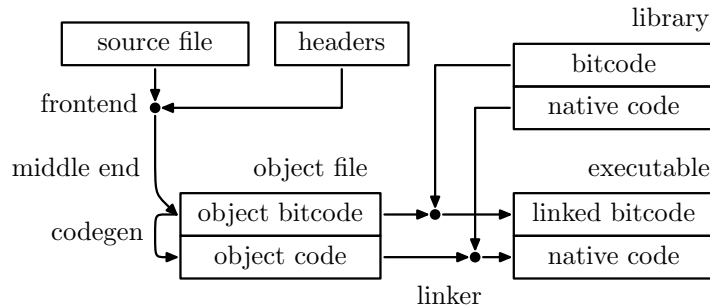 library
source file
headers
bitcode
frontend
native code
middle end
object file
executable
object bitcode
linked bitcode
codegen
object code
native code
linker